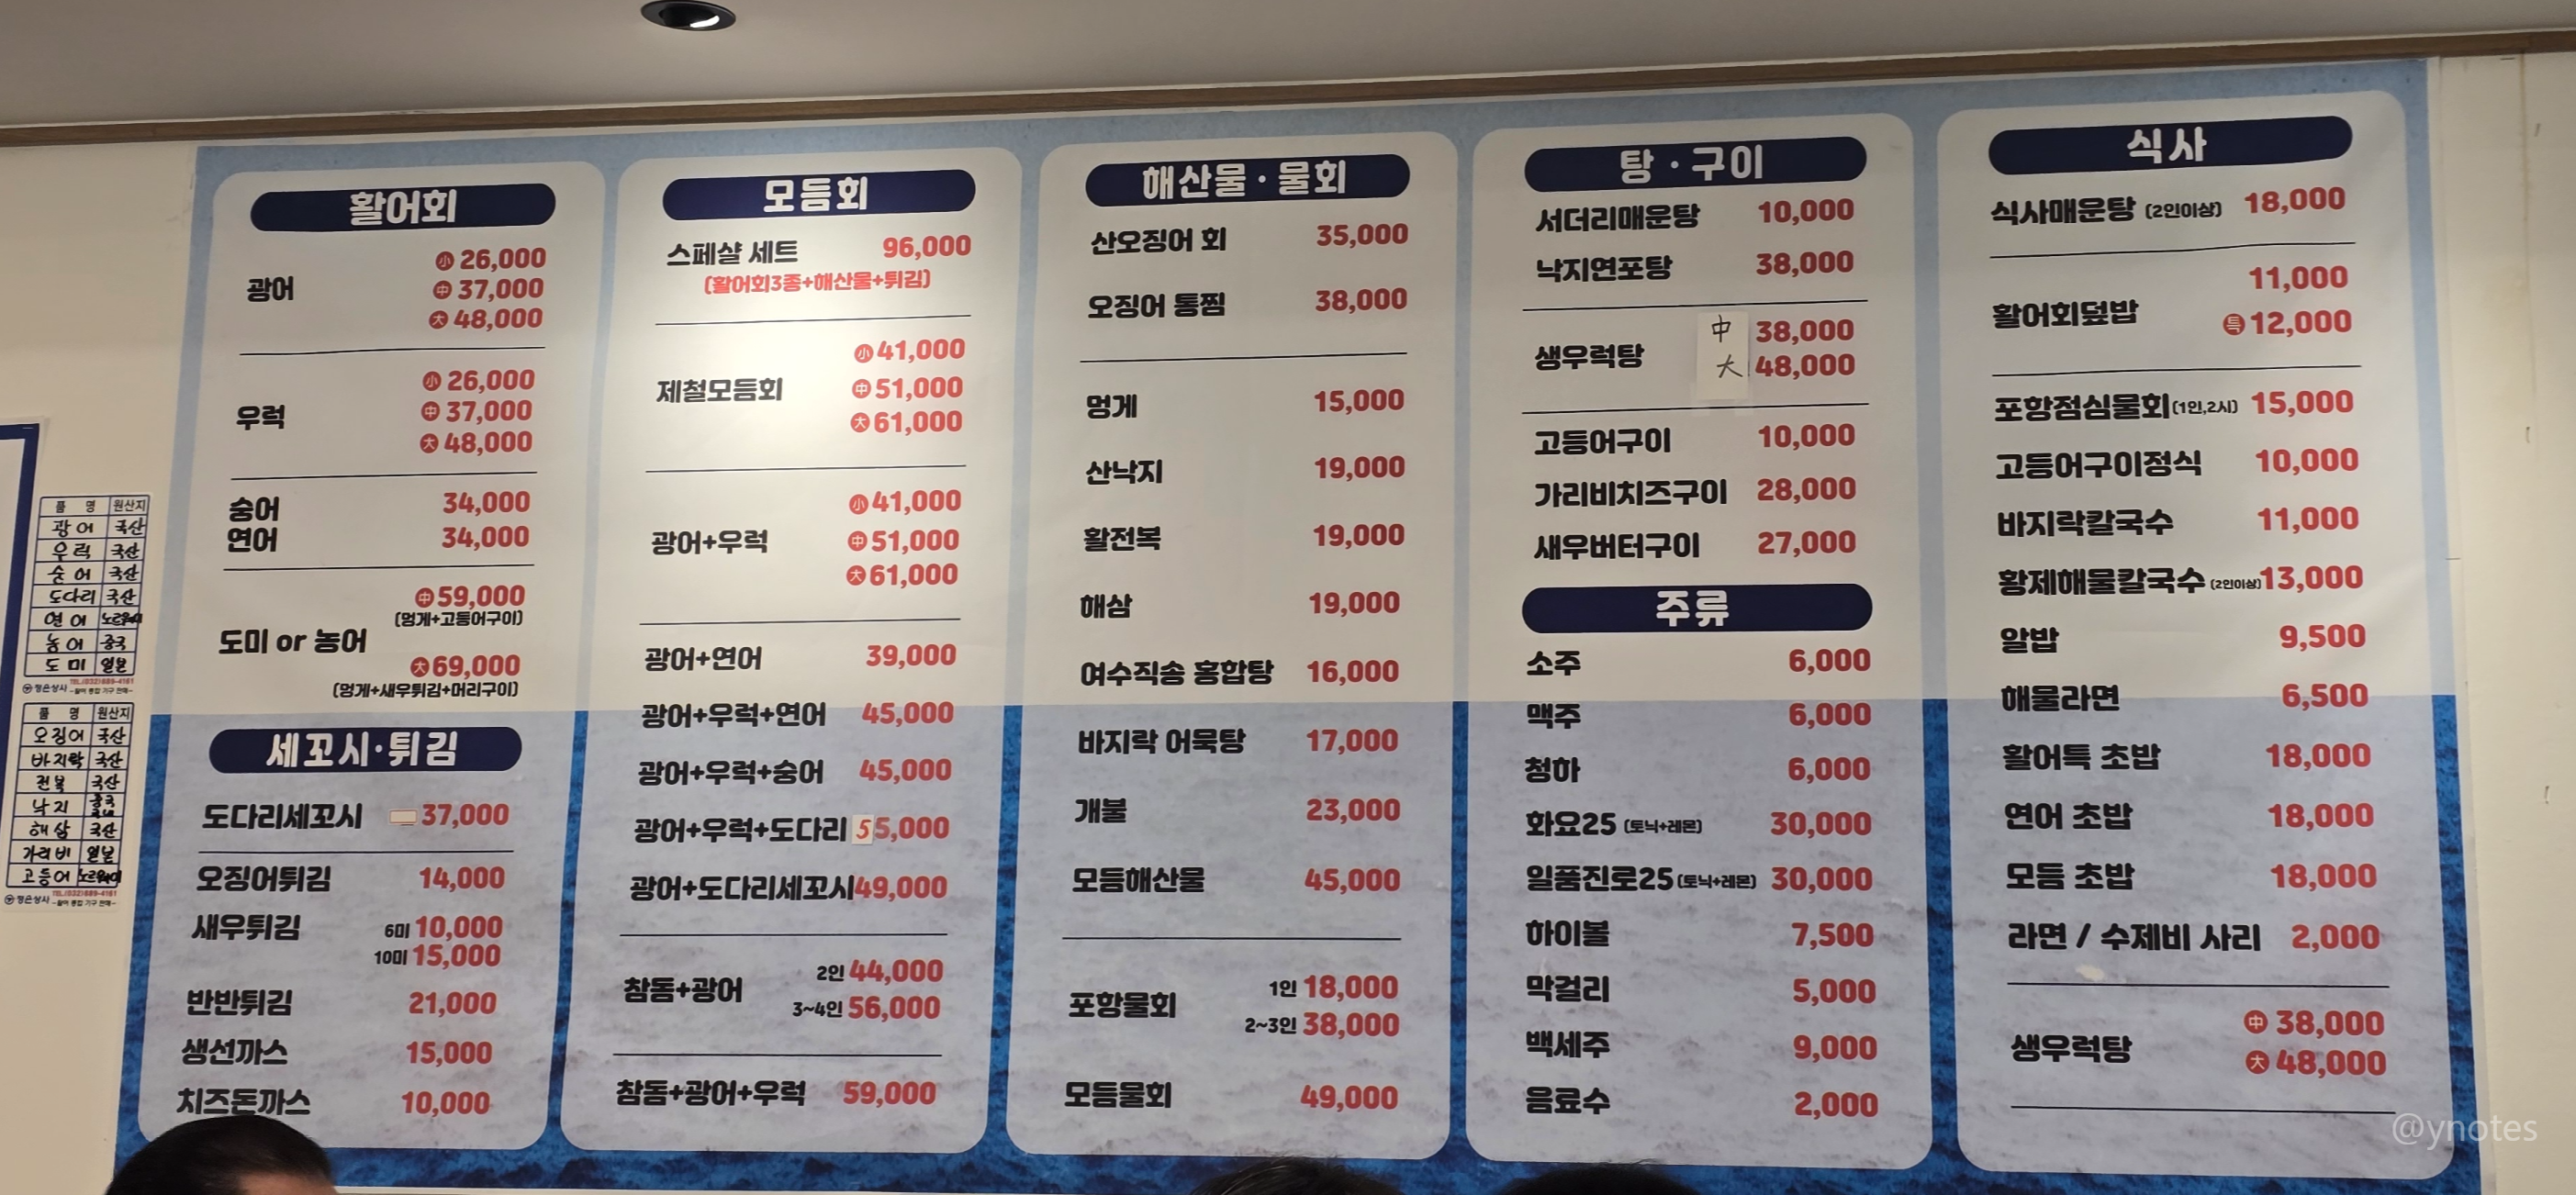 활어회
광어
小 26,000
中 37,000
大 48,000
우럭
小 26,000
中 37,000
大 48,000
숭어 34,000
연어 34,000
도미 or 농어
中 59,000
(멍게+고등어구이)
大 69,000
(멍게+새우튀김+머리구이)
세꼬시·튀김
도다리세꼬시 37,000
오징어튀김 14,000
새우튀김 6미 10,000
10미 15,000
반반튀김 21,000
생선까스 15,000
치즈돈까스 10,000
모듬회
스페샬 세트 96,000
(활어회3종+해산물+튀김)
제철모듬회
小 41,000
中 51,000
大 61,000
광어+우럭
小 41,000
中 51,000
大 61,000
광어+연어 39,000
광어+우럭+연어 45,000
광어+우럭+숭어 45,000
광어+우럭+도다리 55,000
광어+도다리세꼬시 49,000
참돔+광어
2인 44,000
3~4인 56,000
참돔+광어+우럭 59,000
해산물·물회
산오징어 회 35,000
오징어 통찜 38,000
멍게 15,000
산낙지 19,000
활전복 19,000
해삼 19,000
여수직송 홍합탕 16,000
바지락 어묵탕 17,000
개불 23,000
모듬해산물 45,000
포항물회
1인 18,000
2~3인 38,000
모듬물회 49,000
탕·구이
서더리매운탕 10,000
낙지연포탕 38,000
생우럭탕
中 38,000
大 48,000
고등어구이 10,000
가리비치즈구이 28,000
새우버터구이 27,000
주류
소주 6,000
맥주 6,000
청하 6,000
화요25 (토닉+레몬) 30,000
일품진로25 (토닉+레몬) 30,000
하이볼 7,500
막걸리 5,000
백세주 9,000
음료수 2,000
식사
식사매운탕 (2인이상) 18,000
활어회덮밥
11,000
특 12,000
포항점심물회 (1인,2시) 15,000
고등어구이정식 10,000
바지락칼국수 11,000
황제해물칼국수 (2인이상) 13,000
알밥 9,500
해물라면 6,500
활어특 초밥 18,000
연어 초밥 18,000
모듬 초밥 18,000
라면 / 수제비 사리 2,000
생우럭탕
中 38,000
大 48,000
품 명 원산지
광어 국산
우럭 국산
숭어 국산
도다리 국산
연어 노르웨이
농어 중국
도미 일본
TEL.(032)889-4161
품 명 원산지
오징어 국산
바지락 국산
전복 국산
낙지 중국
해삼 국산
가리비 일본
고등어 노르웨이
TEL.(032)889-4161
@ynotes